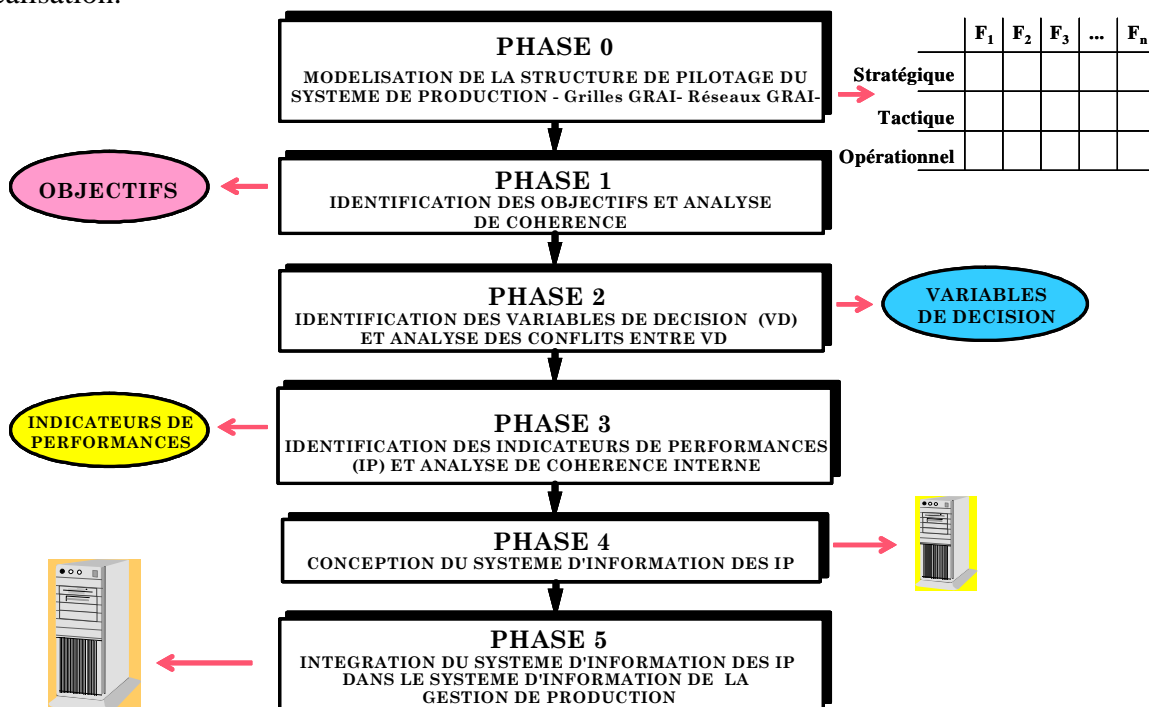 PHASE 0
MODELISATION DE LA STRUCTURE DE PILOTAGE DU
SYSTEME DE PRODUCTION - Grilles GRAI- Réseaux GRAI-
F1 F2 F3 ... Fn
Stratégique
Tactique
Opérationnel
OBJECTIFS
PHASE 1
IDENTIFICATION DES OBJECTIFS ET ANALYSE
DE COHERENCE
PHASE 2
IDENTIFICATION DES VARIABLES DE DECISION (VD)
ET ANALYSE DES CONFLITS ENTRE VD
VARIABLES
DE DECISION
INDICATEURS DE
PERFORMANCES
PHASE 3
IDENTIFICATION DES INDICATEURS DE PERFORMANCES
(IP) ET ANALYSE DE COHERENCE INTERNE
PHASE 4
CONCEPTION DU SYSTEME D'INFORMATION DES IP
PHASE 5
INTEGRATION DU SYSTEME D'INFORMATION DES IP
DANS LE SYSTEME D'INFORMATION DE LA
GESTION DE PRODUCTION